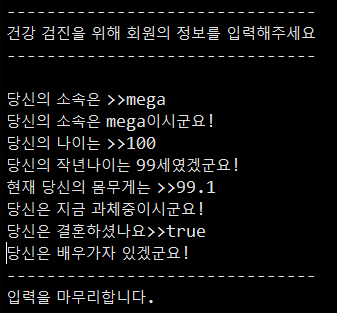 -------------------------------
건강 검진을 위해 회원의 정보를 입력해주세요
-------------------------------
당신의 소속은 >>mega
당신의 소속은 mega이시군요!
당신의 나이는 >>100
당신의 작년나이는 99세였겠군요!
현재 당신의 몸무게는 >>99.1
당신은 지금 과체중이시군요!
당신은 결혼하셨나요>>true
당신은 배우가자 있겠군요!
-------------------------------
입력을 마무리합니다.